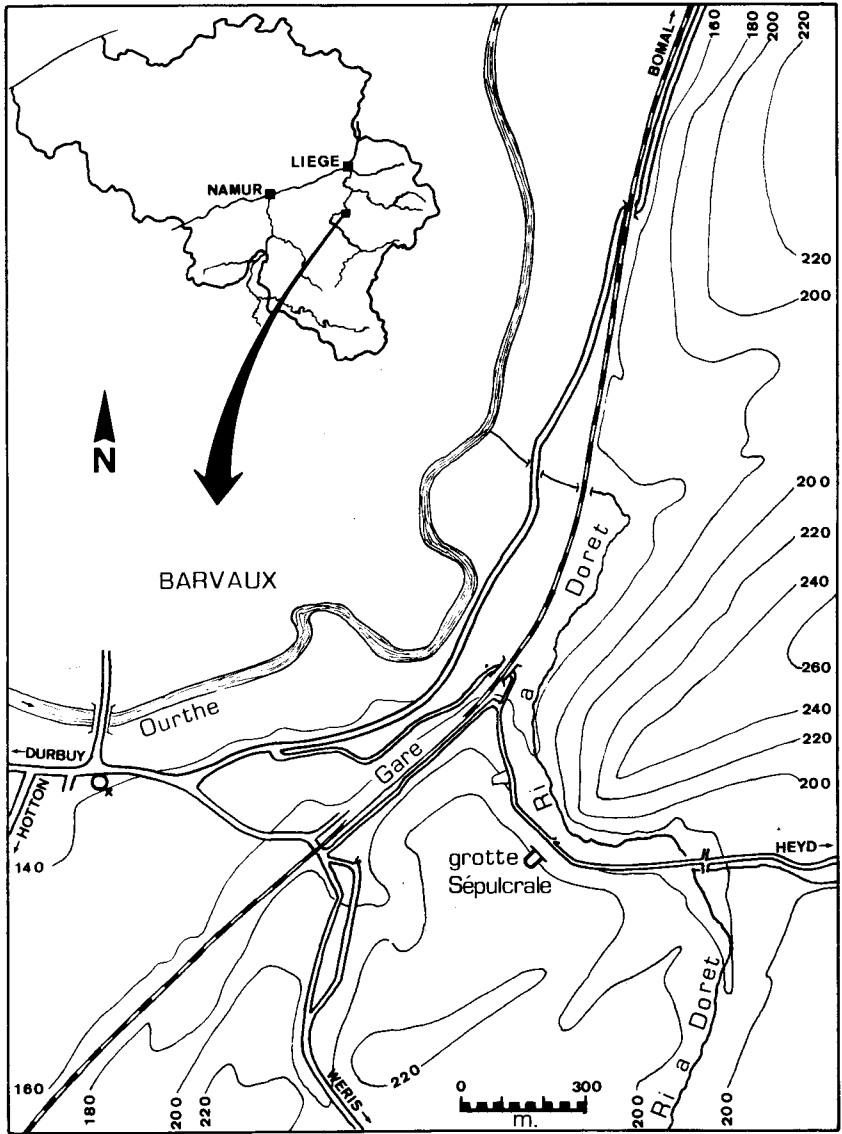 160
180
200
220
BOMAL
LIEGE
NAMUR
220
200
N
200
BARVAUX
220
Ri a Doret
240
260
Ourthe
240
DURBUY
Gare
220
200
HOTTON
x
HEYD
140
grotte
Sépulcrale
Ri a Doret
WERIS
220
0
300
m.
160
180
200
220
200
200